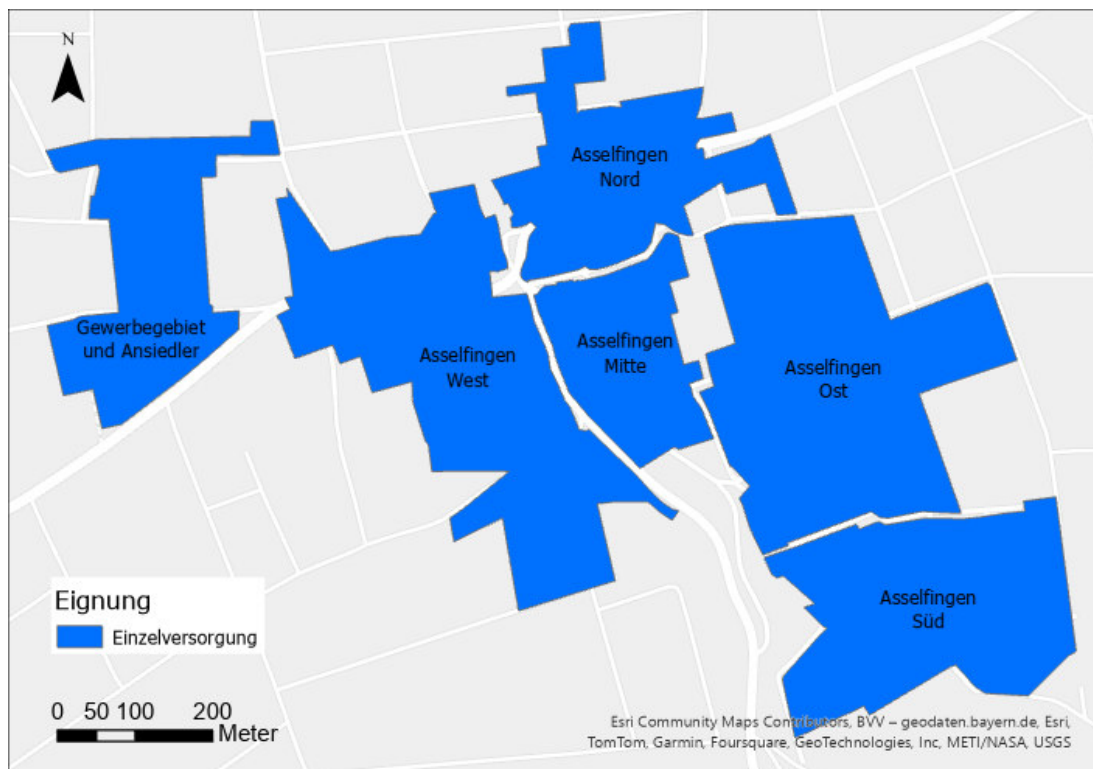 N
Asselfingen
Nord
Gewerbegebiet
und Ansiedler
Asselfingen
West
Asselfingen
Mitte
Asselfingen
Ost
Asselfingen
Süd
Eignung
Einzelversorgung
0 50 100 200
Meter
Esri Community Maps Contributors, BVV – geodaten.bayern.de, Esri,
TomTom, Garmin, Foursquare, GeoTechnologies, Inc, METI/NASA, USGS